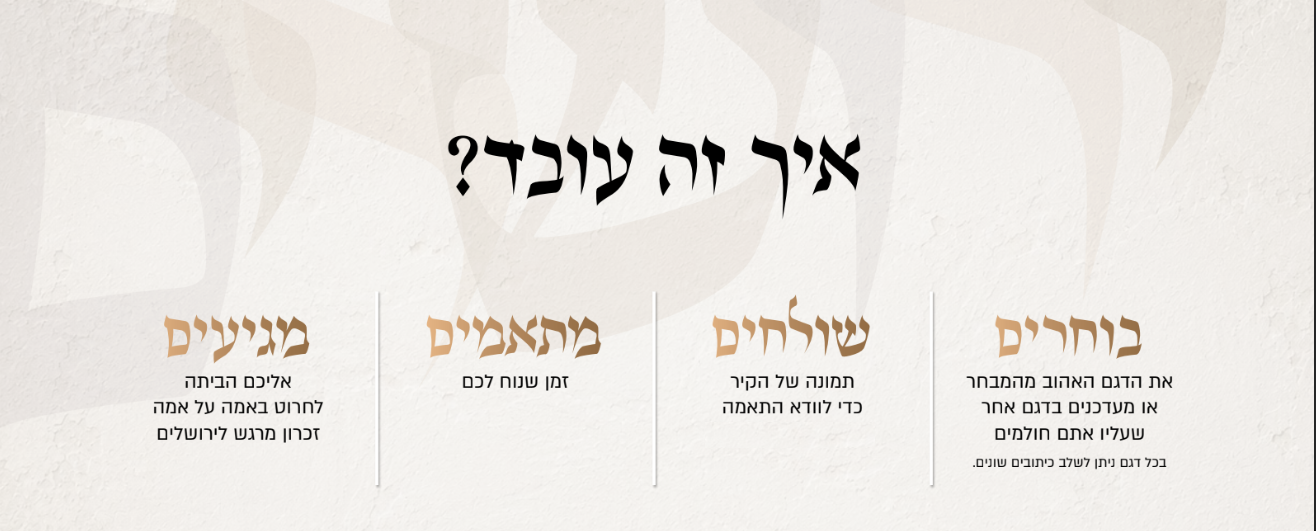 איך זה עובד?
בוחרים
את הדגם האהוב מהמבחר
או מעדכנים בדגם אחר
שעליו אתם חולמים
בכל דגם ניתן לשלב כיתובים שונים.
שולחים
תמונה של הקיר
כדי לוודא התאמה
מתאמים
זמן שנוח לכם
מגיעים
אליכם הביתה
לחרוט באמה על אמה
זכרון מרגש לירושלים